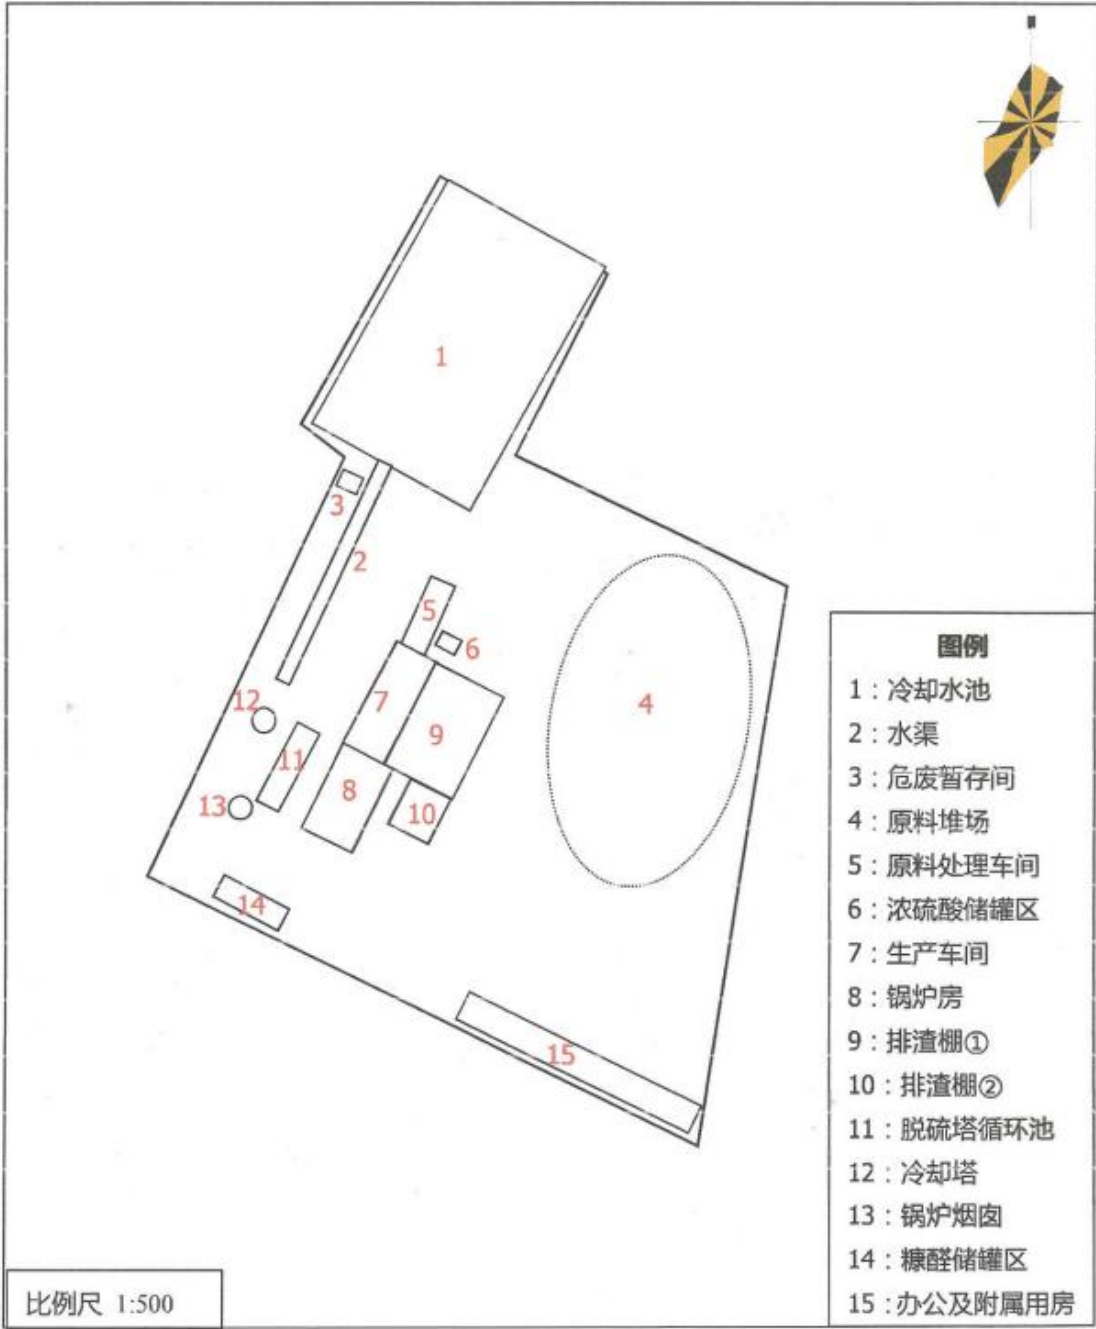 1
3
2
5
6
12
7
4
9
11
8
13
10
14
15
图例
1：冷却水池
2：水渠
3：危废暂存间
4：原料堆场
5：原料处理车间
6：浓硫酸储罐区
7：生产车间
8：锅炉房
9：排渣棚①
10：排渣棚②
11：脱硫塔循环池
12：冷却塔
13：锅炉烟囱
14：糠醛储罐区
15：办公及附属用房
比例尺 1:500